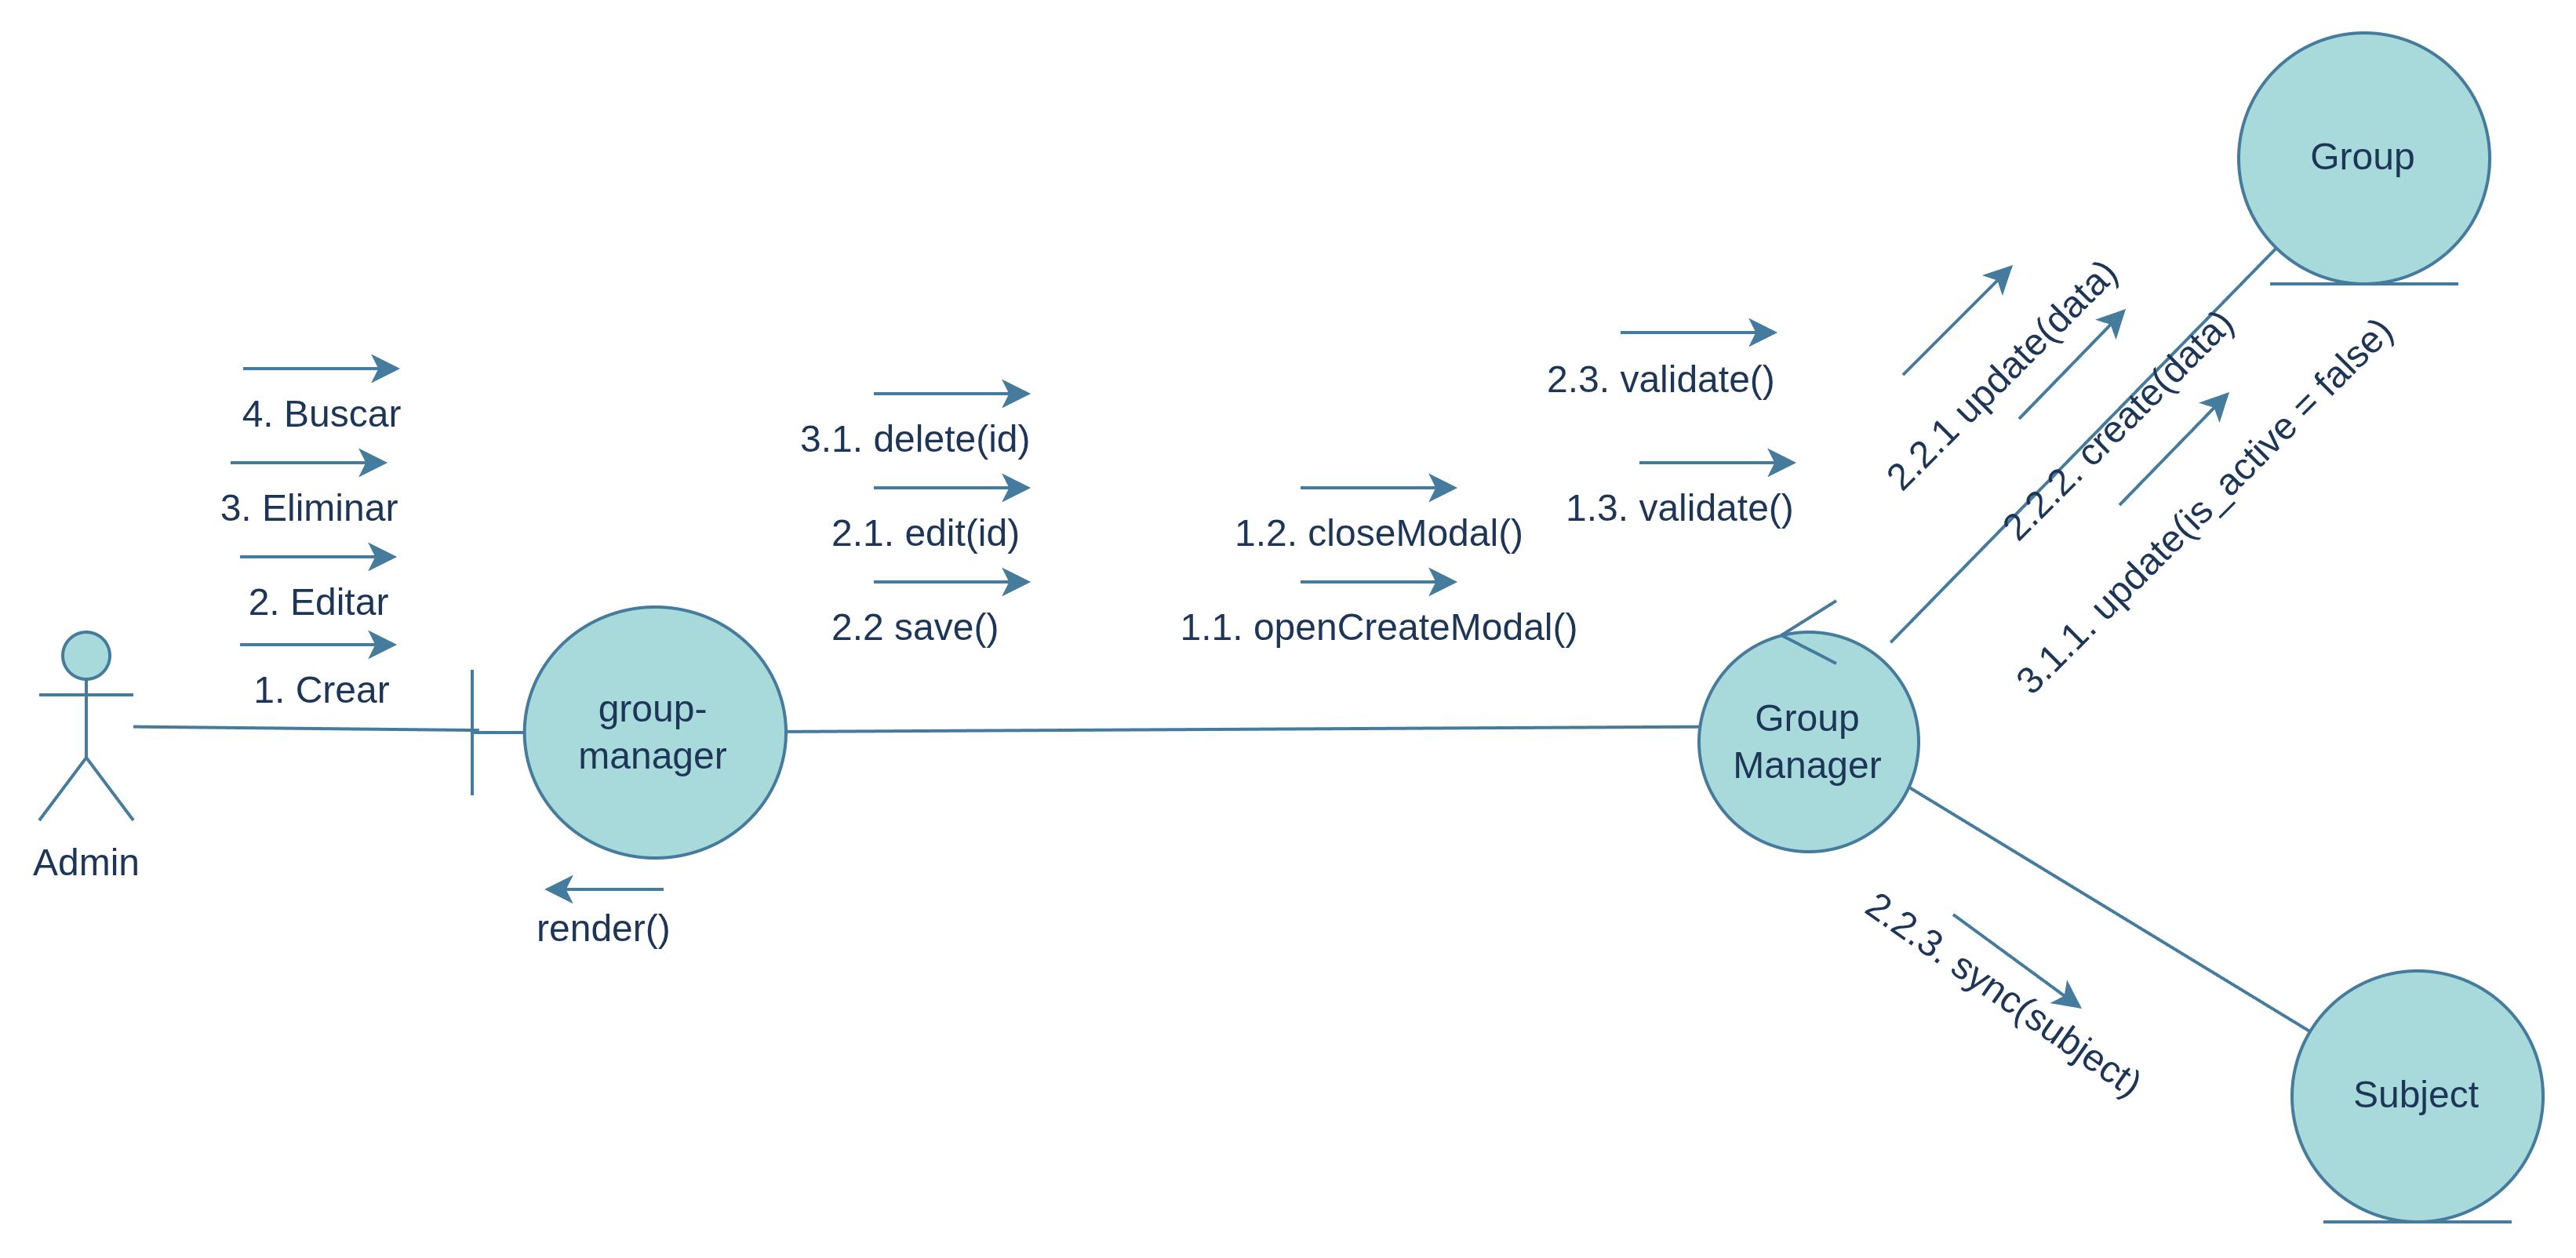 Group
2.2.1 update(data)
2.2.2. create(data)
3.1.1. update(is_active = false)
2.3. validate()
1.3. validate()
4. Buscar
3. Eliminar
2. Editar
1. Crear
3.1. delete(id)
2.1. edit(id)
2.2 save()
1.2. closeModal()
1.1. openCreateModal()
group-
manager
Group
Manager
Admin
render()
2.2.3. sync(subject)
Subject